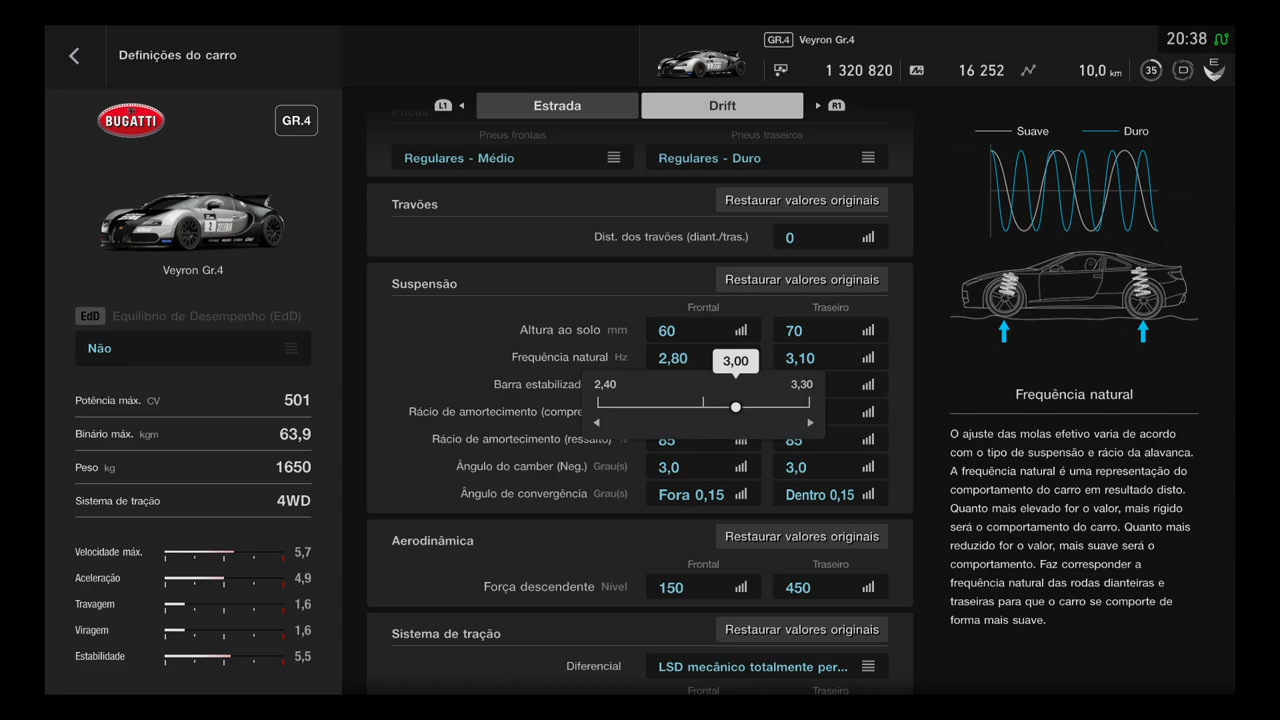 Definições do carro
GR.4 Veyron Gr.4
20:38
1 320 820
16 252
10,0 km
35
E
BUGATTI
GR.4
Veyron Gr.4
EdD Equilíbrio de Desempenho (EdD)
Não
Potência máx. CV 501
Binário máx. kgm 63,9
Peso kg 1650
Sistema de tração 4WD
Velocidade máx. 5,7
Aceleração 4,9
Travagem 1,6
Viragem 1,6
Estabilidade 5,5
L1 Estrada Drift R1
Pneus
Pneus frontais Pneus traseiros
Regulares - Médio Regulares - Duro
Travões Restaurar valores originais
Dist. dos travões (diant./tras.) 0
Suspensão Restaurar valores originais
Frontal Traseiro
Altura ao solo mm 60 70
Frequência natural Hz 2,80 3,10
3,00
Barra estabilizad
2,40 3,30
Rácio de amortecimento (compre
Rácio de amortecimento (ressalto) % 85 85
Ângulo do camber (Neg.) Grau(s) 3,0 3,0
Ângulo de convergência Grau(s) Fora 0,15 Dentro 0,15
Aerodinâmica Restaurar valores originais
Frontal Traseiro
Força descendente Nível 150 450
Sistema de tração Restaurar valores originais
Diferencial LSD mecânico totalmente per...
Frontal Traseiro
Suave Duro
Frequência natural
O ajuste das molas efetivo varia de acordo
com o tipo de suspensão e rácio da alavanca.
A frequência natural é uma representação do
comportamento do carro em resultado disto.
Quanto mais elevado for o valor, mais rígido
será o comportamento do carro. Quanto mais
reduzido for o valor, mais suave será o
comportamento. Faz corresponder a
frequência natural das rodas dianteiras e
traseiras para que o carro se comporte de
forma mais suave.